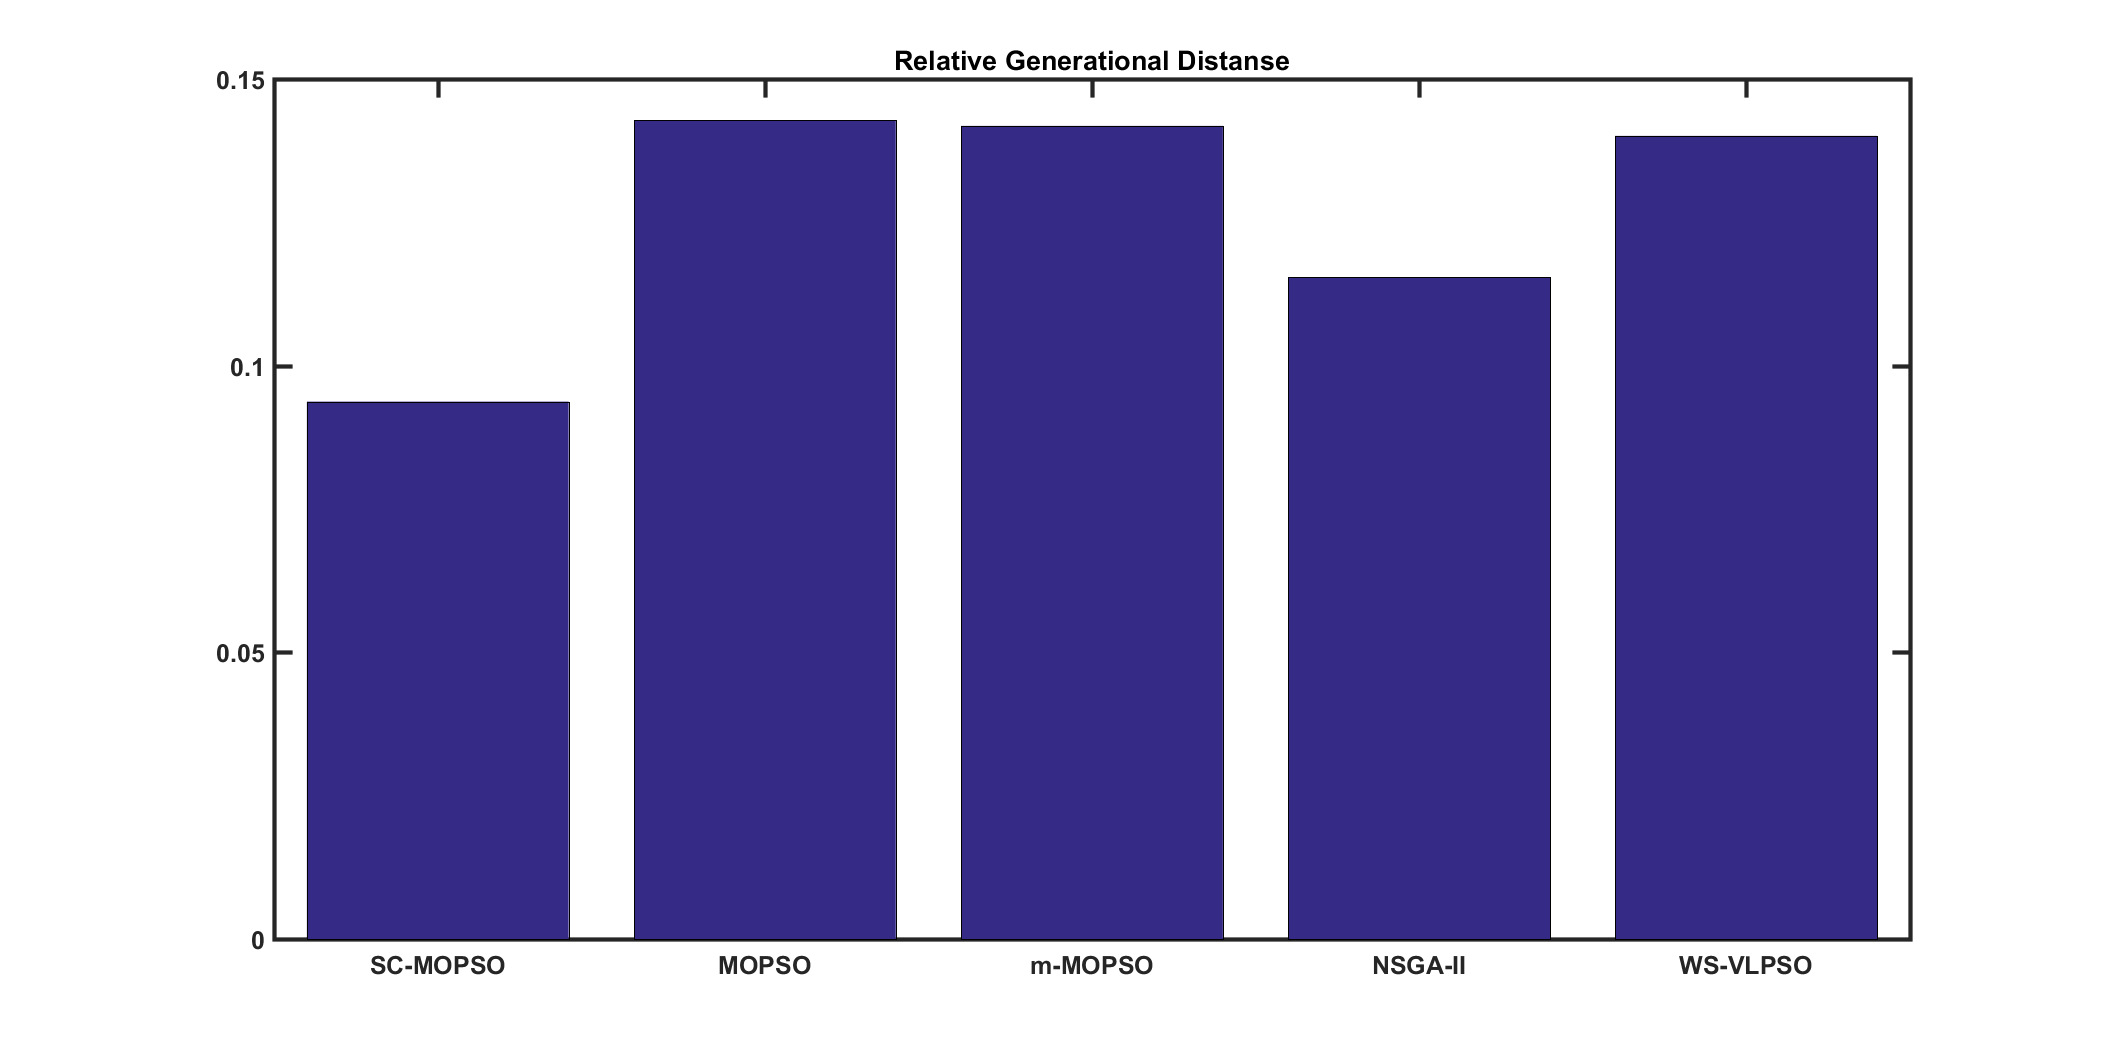 Relative Generational Distanse
0.15
0.1
0.05
0
SC-MOPSO MOPSO m-MOPSO NSGA-II WS-VLPSO